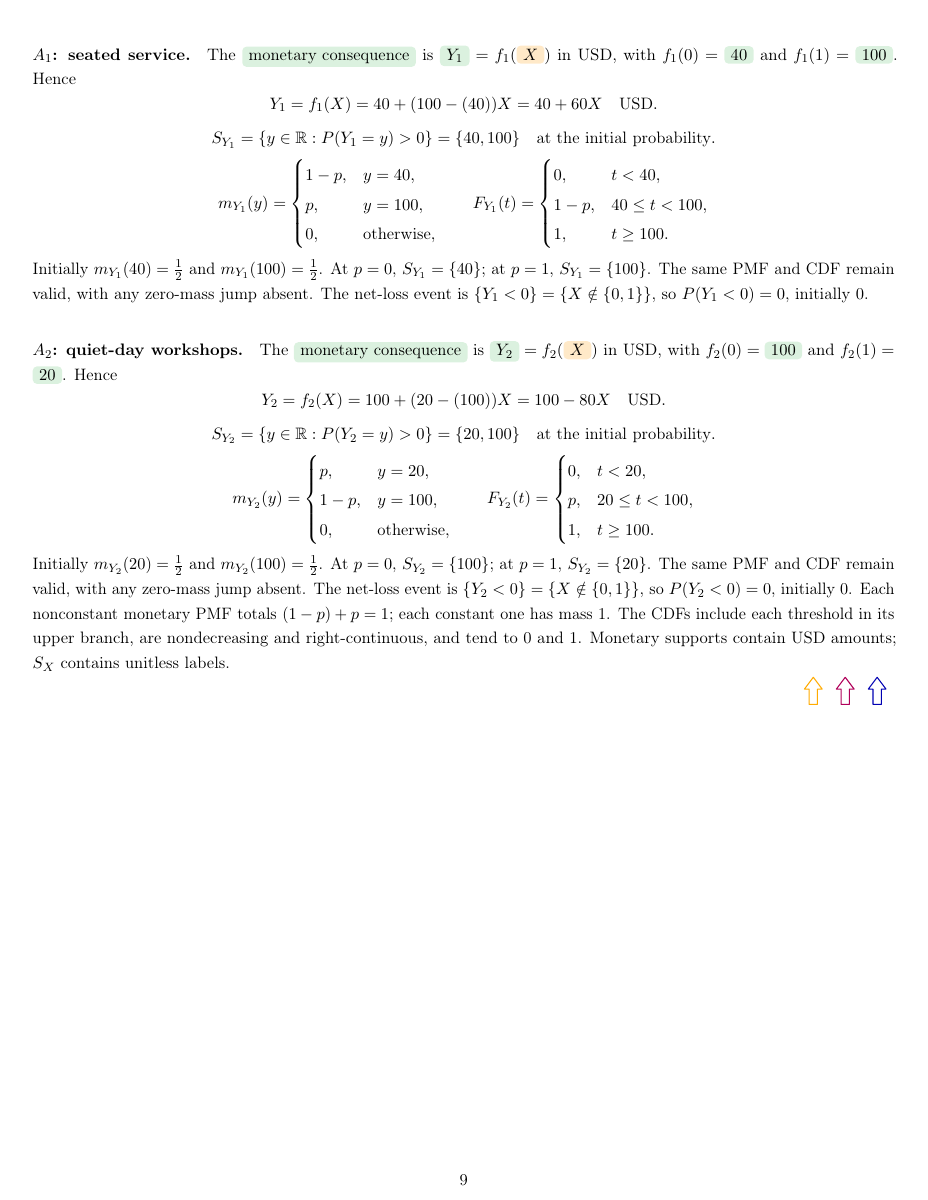 A₁: seated service. The monetary consequence is Y₁ = f₁( X ) in USD, with f₁(0) = 40 and f₁(1) = 100 .
Hence
Y₁ = f₁(X) = 40 + (100 − (40))X = 40 + 60X USD.
S_{Y₁} = {y ∈ ℝ : P(Y₁ = y) > 0} = {40, 100} at the initial probability.
m_{Y₁}(y) = { 1 − p, y = 40, p, y = 100, 0, otherwise, F_{Y₁}(t) = { 0, t < 40, 1 − p, 40 ≤ t < 100, 1, t ≥ 100.
Initially m_{Y₁}(40) = 1/2 and m_{Y₁}(100) = 1/2. At p = 0, S_{Y₁} = {40}; at p = 1, S_{Y₁} = {100}. The same PMF and CDF remain
valid, with any zero-mass jump absent. The net-loss event is {Y₁ < 0} = {X ∉ {0, 1}}, so P(Y₁ < 0) = 0, initially 0.
A₂: quiet-day workshops. The monetary consequence is Y₂ = f₂( X ) in USD, with f₂(0) = 100 and f₂(1) =
20 . Hence
Y₂ = f₂(X) = 100 + (20 − (100))X = 100 − 80X USD.
S_{Y₂} = {y ∈ ℝ : P(Y₂ = y) > 0} = {20, 100} at the initial probability.
m_{Y₂}(y) = { p, y = 20, 1 − p, y = 100, 0, otherwise, F_{Y₂}(t) = { 0, t < 20, p, 20 ≤ t < 100, 1, t ≥ 100.
Initially m_{Y₂}(20) = 1/2 and m_{Y₂}(100) = 1/2. At p = 0, S_{Y₂} = {100}; at p = 1, S_{Y₂} = {20}. The same PMF and CDF remain
valid, with any zero-mass jump absent. The net-loss event is {Y₂ < 0} = {X ∉ {0, 1}}, so P(Y₂ < 0) = 0, initially 0. Each
nonconstant monetary PMF totals (1 − p) + p = 1; each constant one has mass 1. The CDFs include each threshold in its
upper branch, are nondecreasing and right-continuous, and tend to 0 and 1. Monetary supports contain USD amounts;
S_X contains unitless labels.
9